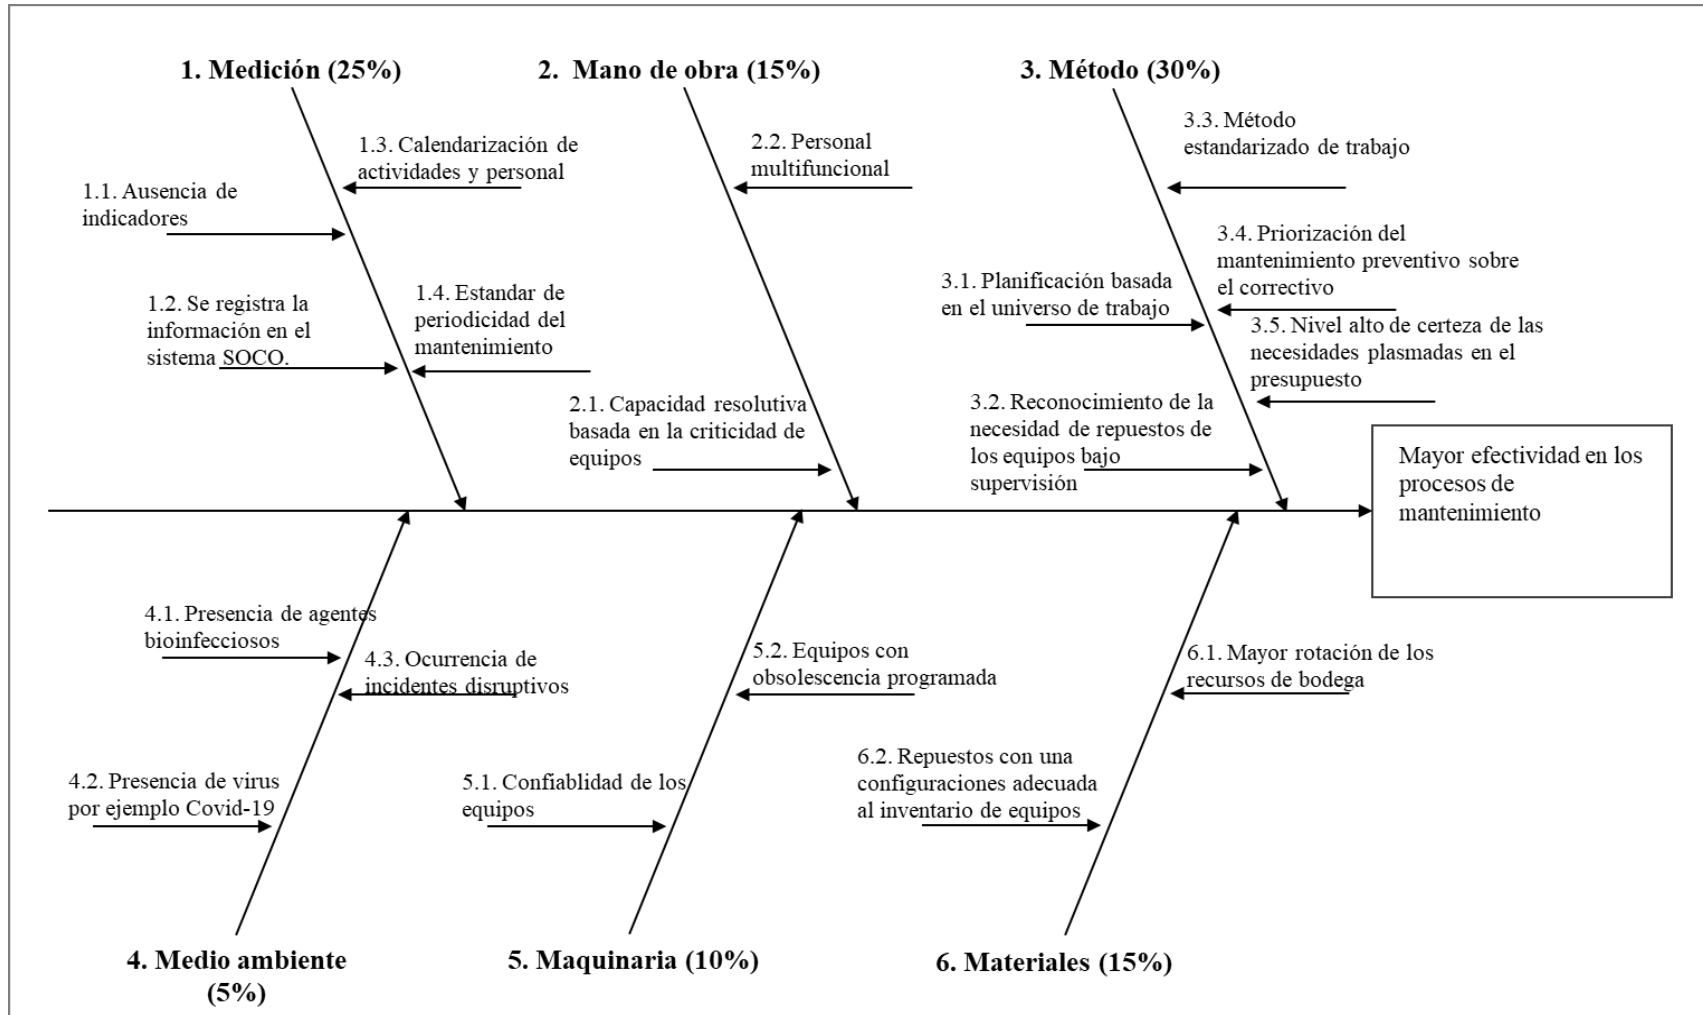 1. Medición (25%)
2. Mano de obra (15%)
3. Método (30%)
1.3. Calendarización de
actividades y personal
1.1. Ausencia de
indicadores
1.2. Se registra la
información en el
sistema SOCO.
1.4. Estandar de
periodicidad del
mantenimiento
2.2. Personal
multifuncional
2.1. Capacidad resolutiva
basada en la criticidad de
equipos
3.3. Método
estandarizado de trabajo
3.4. Priorización del
mantenimiento preventivo sobre
el correctivo
3.1. Planificación basada
en el universo de trabajo
3.5. Nivel alto de certeza de las
necesidades plasmadas en el
presupuesto
3.2. Reconocimiento de la
necesidad de repuestos de
los equipos bajo
supervisión
Mayor efectividad en los
procesos de
mantenimiento
4.1. Presencia de agentes
bioinfecciosos
4.3. Ocurrencia de
incidentes disruptivos
4.2. Presencia de virus
por ejemplo Covid-19
5.2. Equipos con
obsolescencia programada
5.1. Confiablidad de los
equipos
6.1. Mayor rotación de los
recursos de bodega
6.2. Repuestos con una
configuraciones adecuada
al inventario de equipos
4. Medio ambiente
(5%)
5. Maquinaria (10%)
6. Materiales (15%)